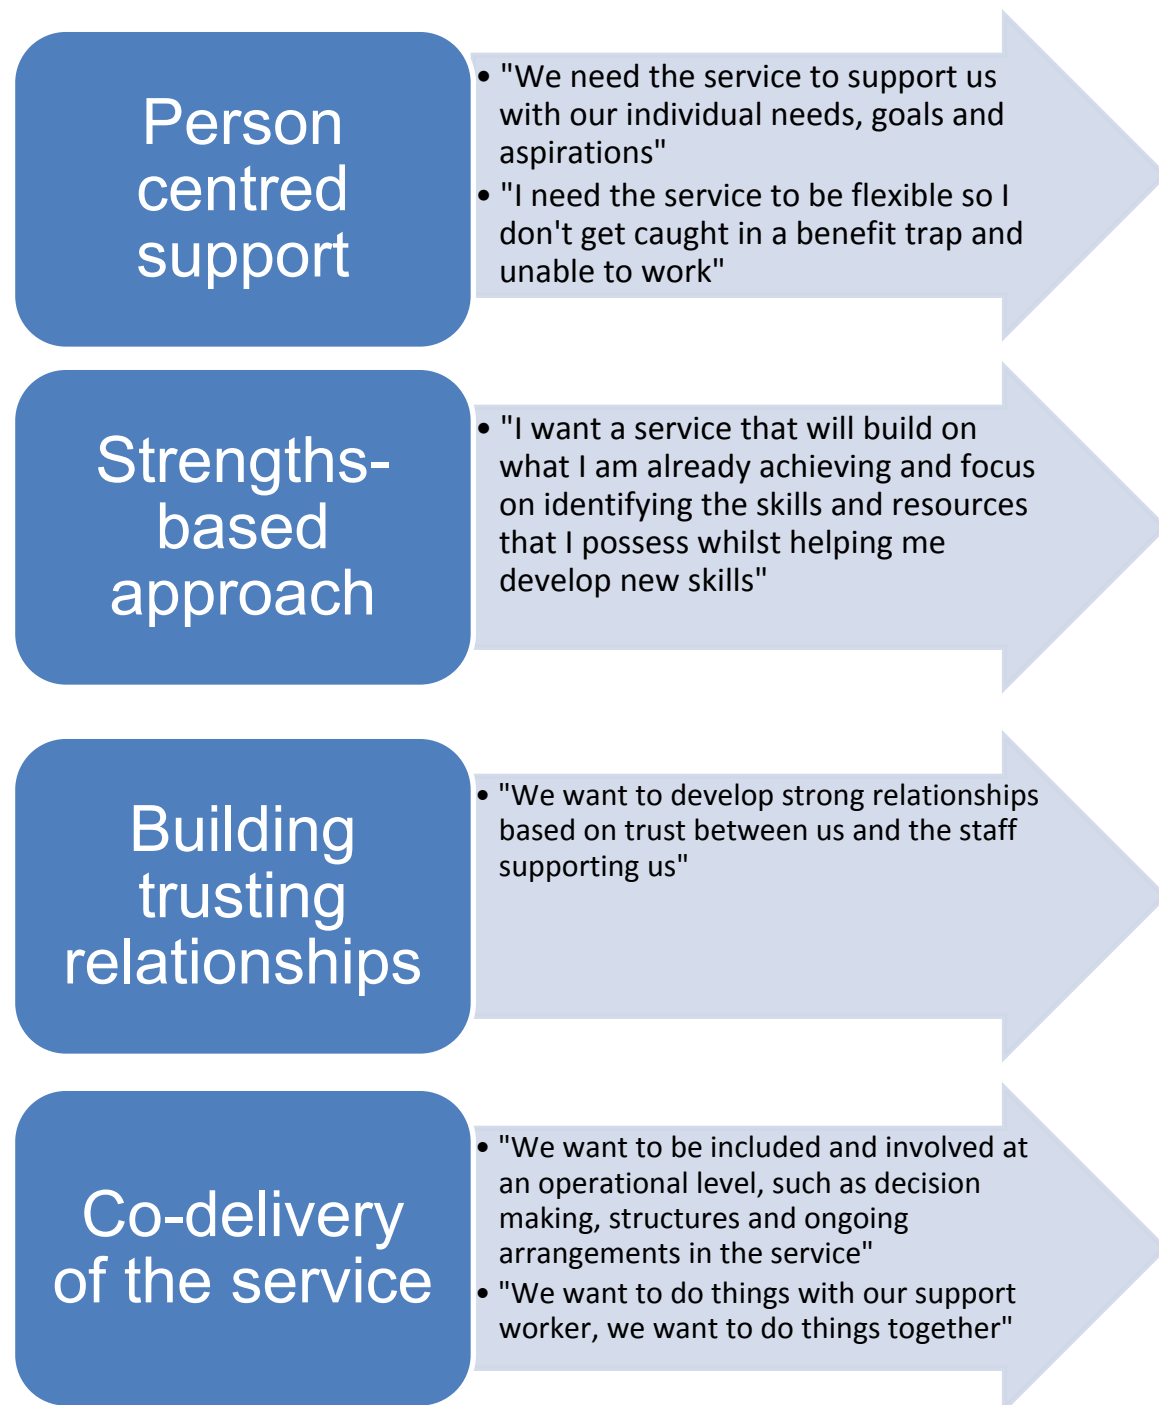 Person
centred
support
• "We need the service to support us
with our individual needs, goals and
aspirations"
• "I need the service to be flexible so I
don't get caught in a benefit trap and
unable to work"
Strengths-
based
approach
• "I want a service that will build on
what I am already achieving and focus
on identifying the skills and resources
that I possess whilst helping me
develop new skills"
Building
trusting
relationships
• "We want to develop strong relationships
based on trust between us and the staff
supporting us"
Co-delivery
of the service
• "We want to be included and involved at
an operational level, such as decision
making, structures and ongoing
arrangements in the service"
• "We want to do things with our support
worker, we want to do things together"